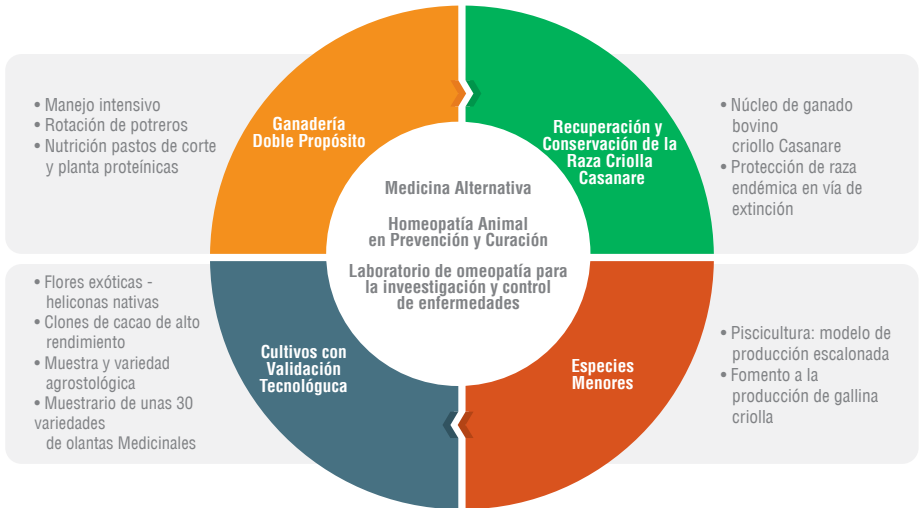 • Manejo intensivo
• Rotación de potreros
• Nutrición pastos de corte
y planta proteínicas
Ganadería
Doble Propósito
Recuperación y
Conservación de la
Raza Criolla
Casanare
• Núcleo de ganado
bovino
criollo Casanare
• Protección de raza
endémica en vía de
extinción
Medicina Alternativa
Homeopatía Animal
en Prevención y Curación
Laboratorio de omeopatía para
la inveestigación y control
de enfermedades
• Flores exóticas -
heliconas nativas
• Clones de cacao de alto
rendimiento
• Muestra y variedad
agrostológica
• Muestrario de unas 30
variedades
de olantas Medicinales
Cultivos con
Validación
Tecnológuca
Especies
Menores
• Piscicultura: modelo de
producción escalonada
• Fomento a la
producción de gallina
criolla